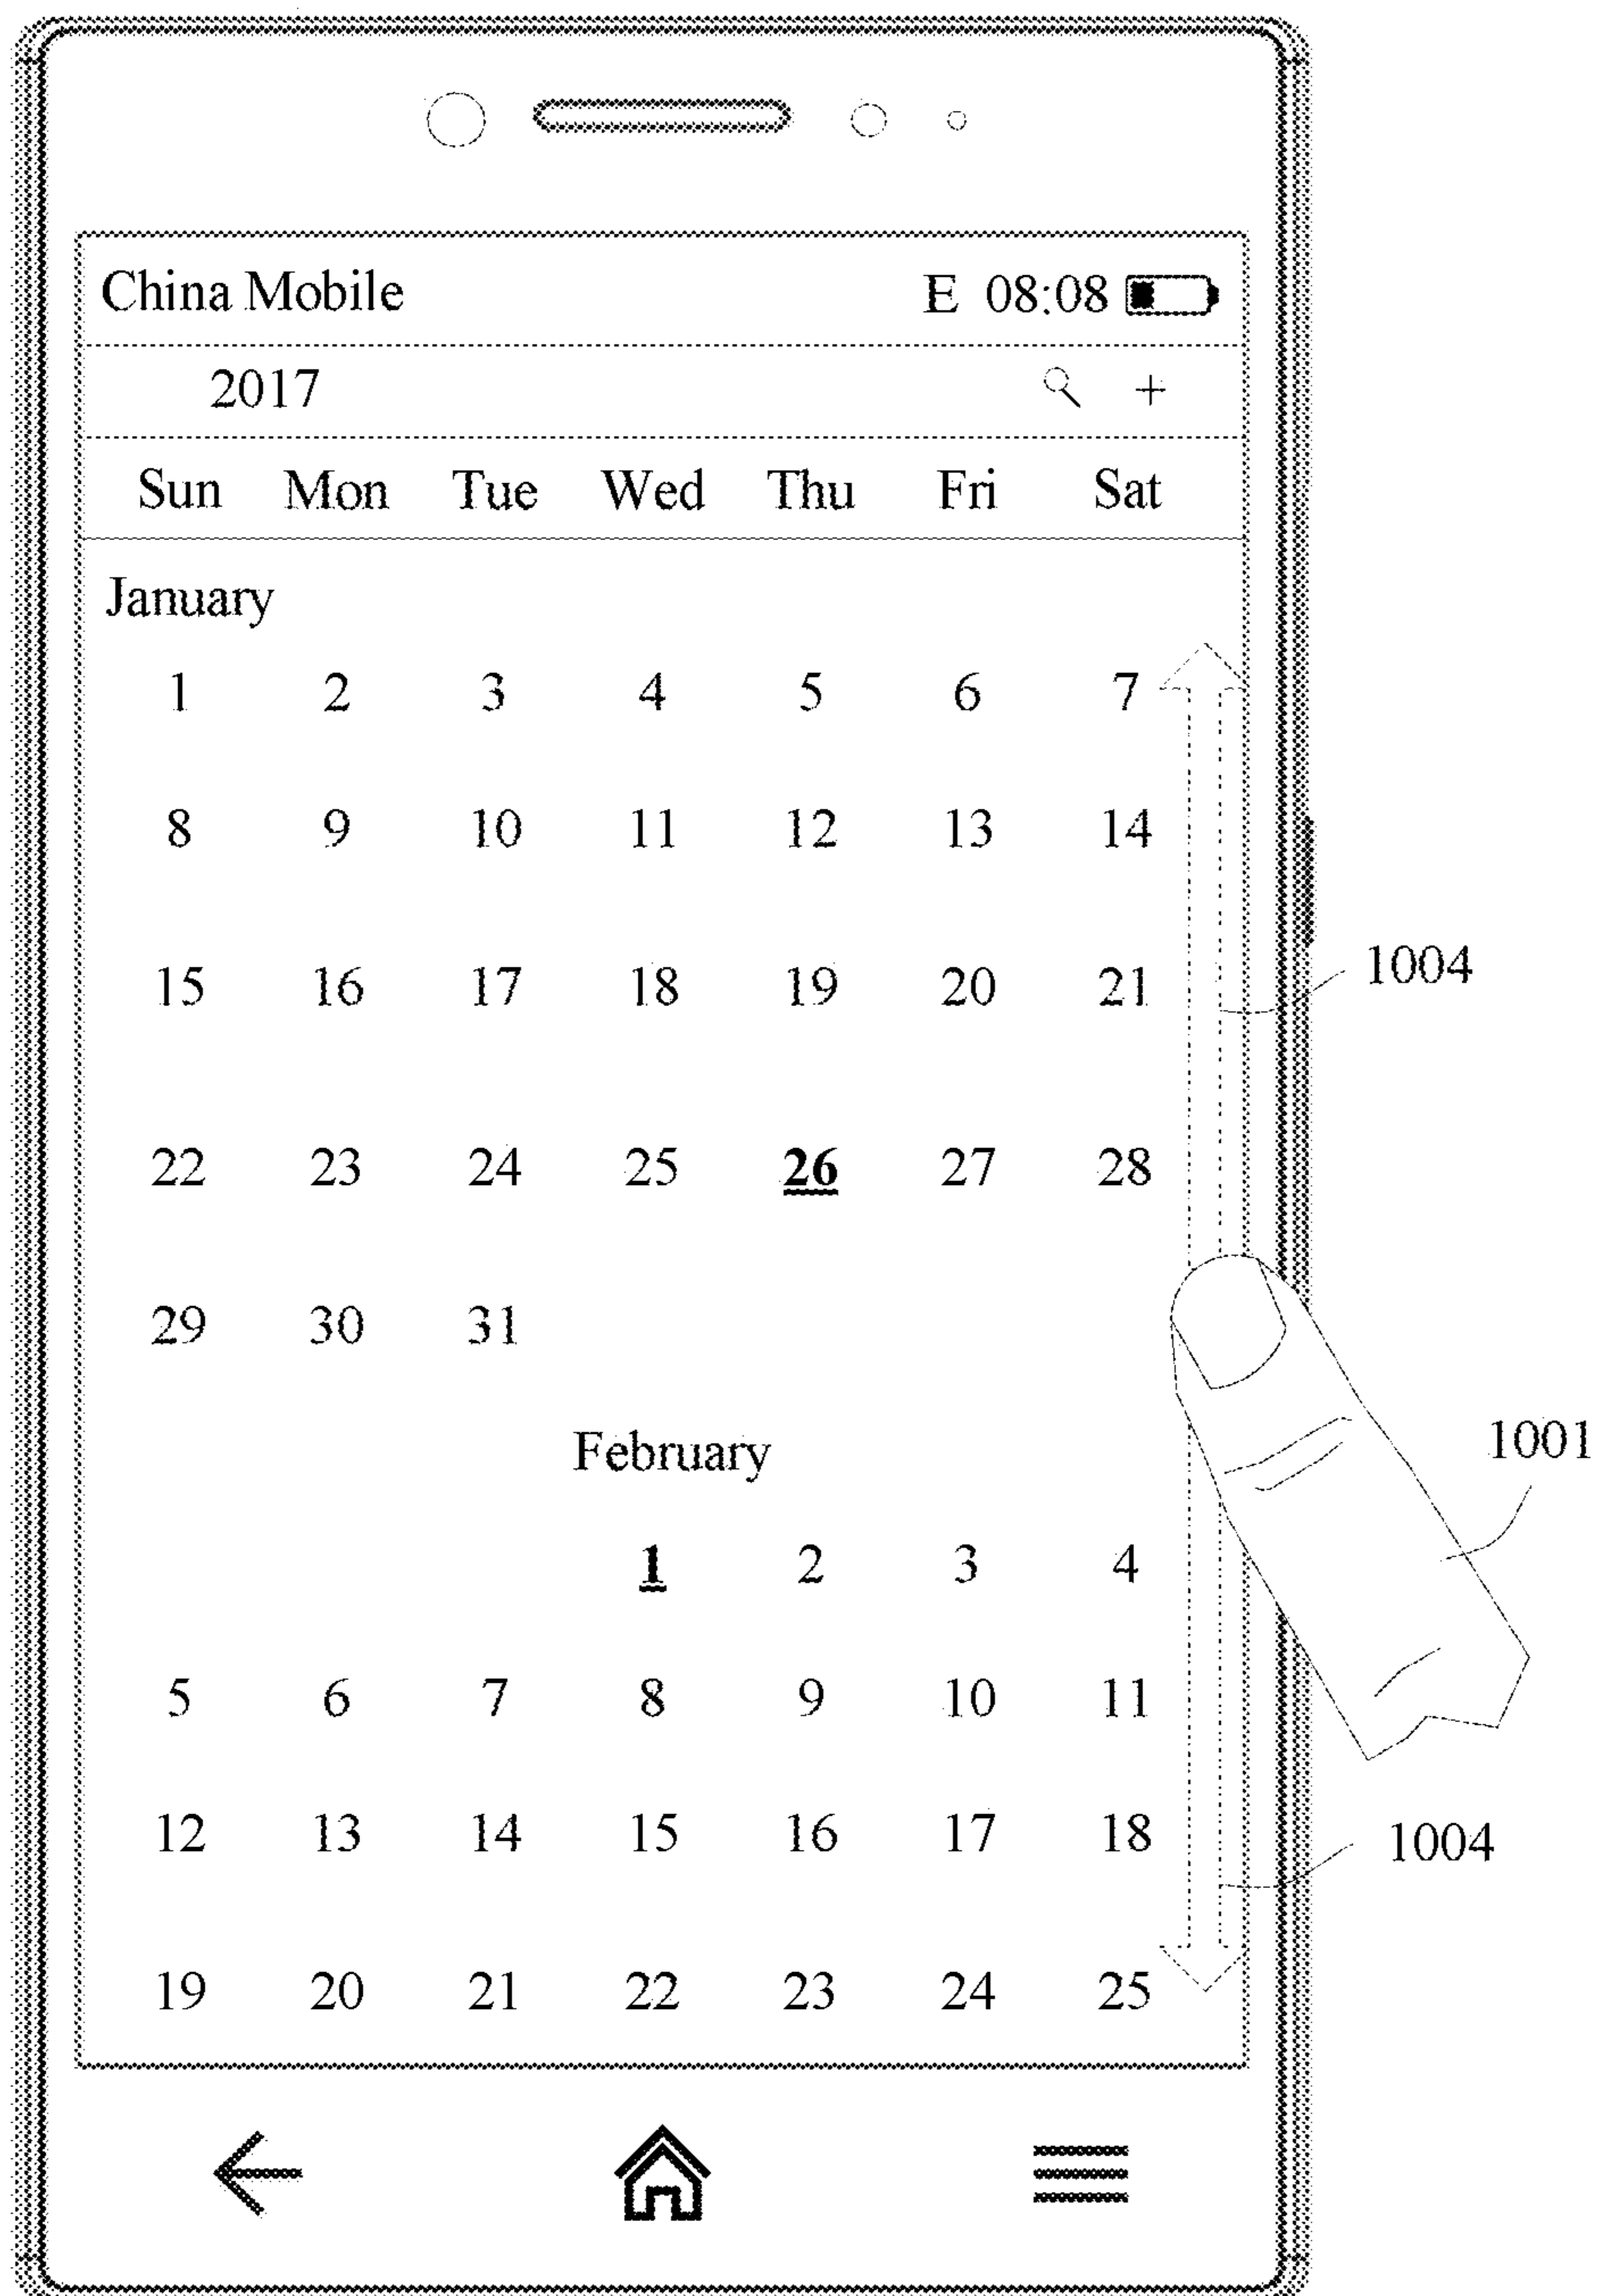 China Mobile E 08:08
2017 +
Sun Mon Tue Wed Thu Fri Sat
January
1 2 3 4 5 6 7
8 9 10 11 12 13 14
15 16 17 18 19 20 21
1004
22 23 24 25 26 27 28
29 30 31
1001
February
1 2 3 4
5 6 7 8 9 10 11
12 13 14 15 16 17 18
1004
19 20 21 22 23 24 25